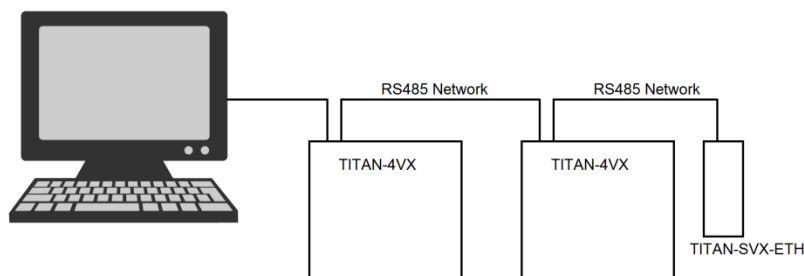 RS485 Network
RS485 Network
TITAN-4VX
TITAN-4VX
TITAN-SVX-ETH